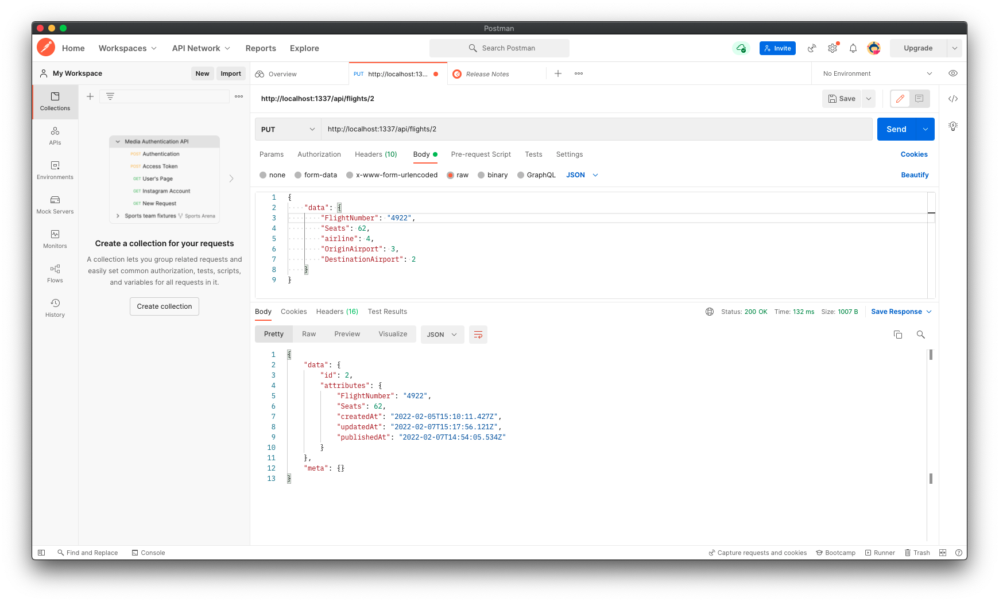 Postman
Home Workspaces API Network Reports Explore Search Postman Invite Upgrade
My Workspace New Import Overview PUT http://localhost:13... Release Notes No Environment
Collections
APIs
Environments
Mock Servers
Monitors
Flows
History
Media Authentication API
POST Authentication
POST Access Token
GET User's Page
GET Instagram Account
GET New Request
Sports team fixtures Sports Arena
Create a collection for your requests
A collection lets you group related requests and
easily set common authorization, tests, scripts,
and variables for all requests in it.
Create collection
http://localhost:1337/api/flights/2 Save
PUT http://localhost:1337/api/flights/2 Send
Params Authorization Headers (10) Body Pre-request Script Tests Settings Cookies
none form-data x-www-form-urlencoded raw binary GraphQL JSON Beautify
1 {
2 "data": {
3 "FlightNumber": "4922",
4 "Seats": 62,
5 "airline": 4,
6 "OriginAirport": 3,
7 "DestinationAirport": 2
8 }
9 }
Body Cookies Headers (16) Test Results Status: 200 OK Time: 132 ms Size: 1007 B Save Response
Pretty Raw Preview Visualize JSON
1 {
2 "data": {
3 "id": 2,
4 "attributes": {
5 "FlightNumber": "4922",
6 "Seats": 62,
7 "createdAt": "2022-02-05T15:10:11.427Z",
8 "updatedAt": "2022-02-07T15:17:56.121Z",
9 "publishedAt": "2022-02-07T14:54:05.534Z"
10 }
11 },
12 "meta": {}
13 }
Find and Replace Console Capture requests and cookies Bootcamp Runner Trash